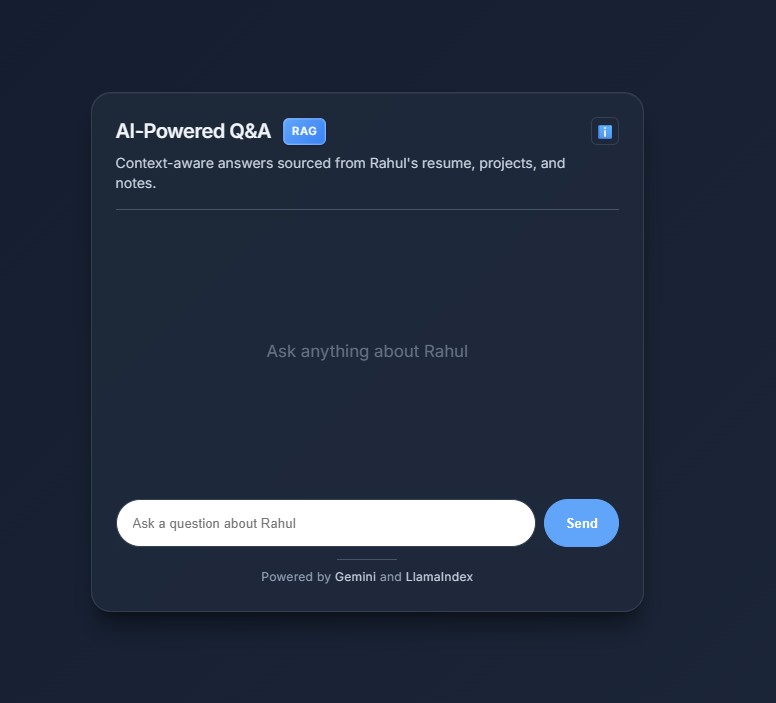 AI-Powered Q&A RAG
Context-aware answers sourced from Rahul's resume, projects, and
notes.
Ask anything about Rahul
Ask a question about Rahul Send
Powered by Gemini and LlamaIndex